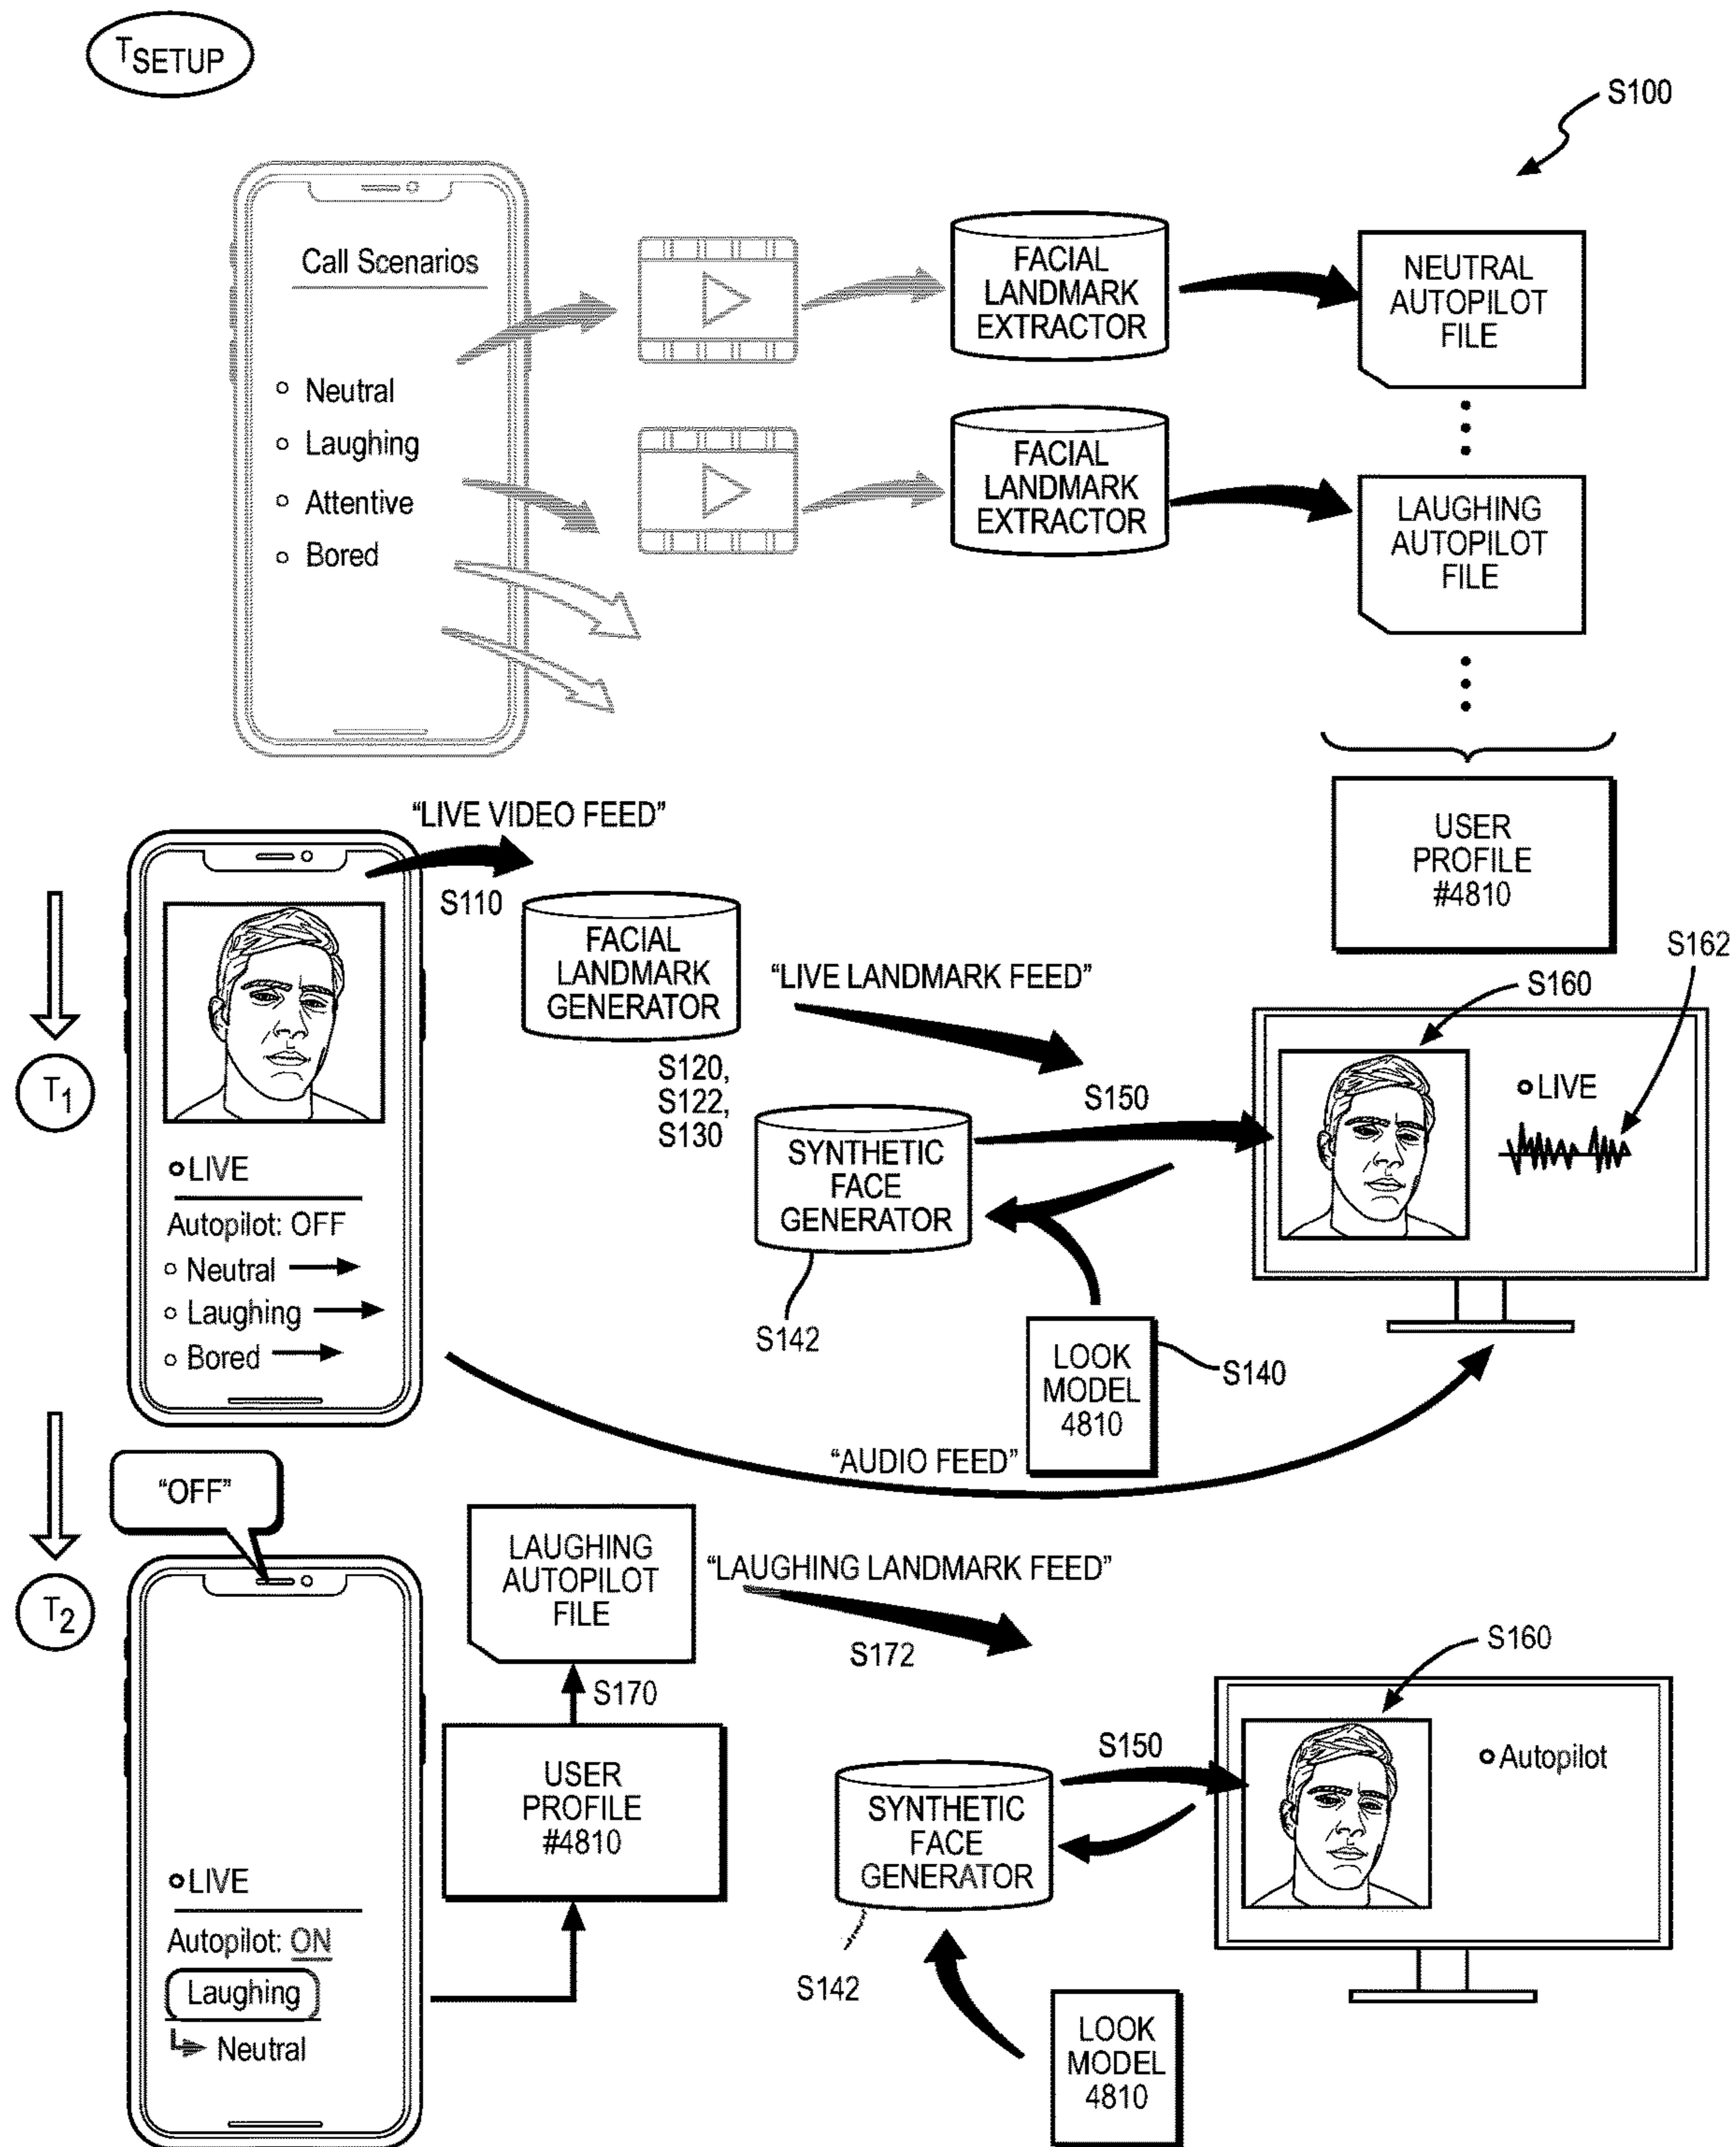 TSETUP
S100
Call Scenarios
Neutral
Laughing
Attentive
Bored
FACIAL
LANDMARK
EXTRACTOR
NEUTRAL
AUTOPILOT
FILE
FACIAL
LANDMARK
EXTRACTOR
LAUGHING
AUTOPILOT
FILE
USER
PROFILE
#4810
T1
"LIVE VIDEO FEED"
S110
LIVE
Autopilot: OFF
Neutral
Laughing
Bored
FACIAL
LANDMARK
GENERATOR
S120,
S122,
S130
"LIVE LANDMARK FEED"
SYNTHETIC
FACE
GENERATOR
S142
S150
LOOK
MODEL
4810
S140
S160
S162
LIVE
"AUDIO FEED"
T2
"OFF"
LIVE
Autopilot: ON
Laughing
Neutral
LAUGHING
AUTOPILOT
FILE
S170
USER
PROFILE
#4810
"LAUGHING LANDMARK FEED"
S172
SYNTHETIC
FACE
GENERATOR
S142
S150
LOOK
MODEL
4810
S160
Autopilot